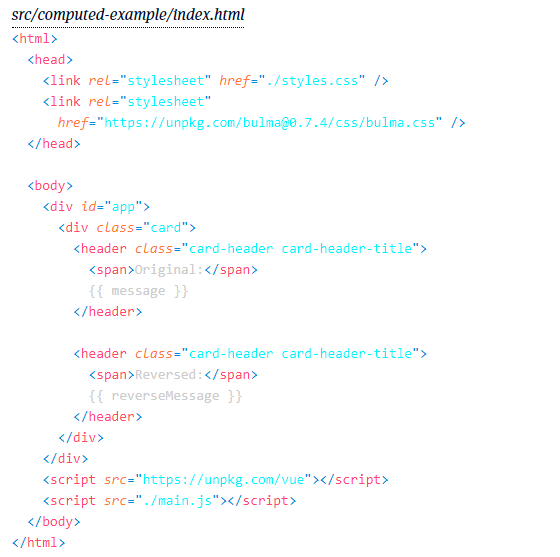 src/computed-example/index.html
<html>
  <head>
    <link rel="stylesheet" href="./styles.css" />
    <link rel="stylesheet"
      href="https://unpkg.com/bulma@0.7.4/css/bulma.css" />
  </head>

  <body>
    <div id="app">
      <div class="card">
        <header class="card-header card-header-title">
          <span>Original:</span>
          {{ message }}
        </header>

        <header class="card-header card-header-title">
          <span>Reversed:</span>
          {{ reverseMessage }}
        </header>
      </div>
    </div>
    <script src="https://unpkg.com/vue"></script>
    <script src="./main.js"></script>
  </body>
</html>